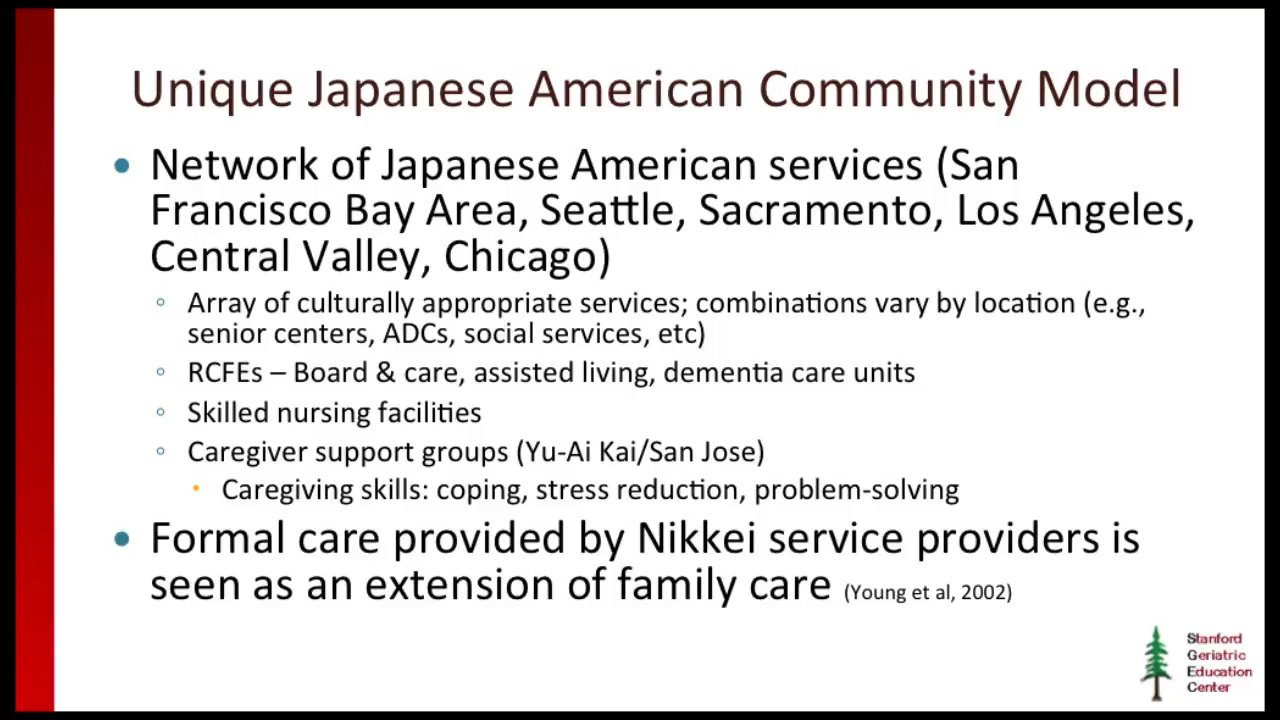 Unique Japanese American Community Model
• Network of Japanese American services (San
Francisco Bay Area, Seattle, Sacramento, Los Angeles,
Central Valley, Chicago)
◦ Array of culturally appropriate services; combinations vary by location (e.g.,
senior centers, ADCs, social services, etc)
◦ RCFEs – Board & care, assisted living, dementia care units
◦ Skilled nursing facilities
◦ Caregiver support groups (Yu-Ai Kai/San Jose)
• Caregiving skills: coping, stress reduction, problem-solving
• Formal care provided by Nikkei service providers is
seen as an extension of family care (Young et al, 2002)
Stanford
Geriatric
Education
Center